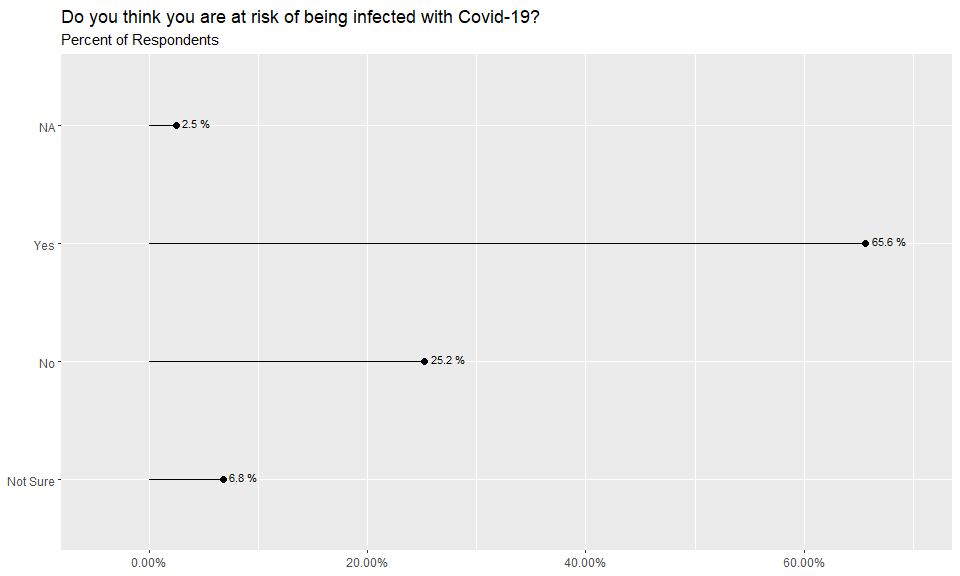 Do you think you are at risk of being infected with Covid-19?
Percent of Respondents
NA
2.5 %
Yes
65.6 %
No
25.2 %
Not Sure
6.8 %
0.00%
20.00%
40.00%
60.00%